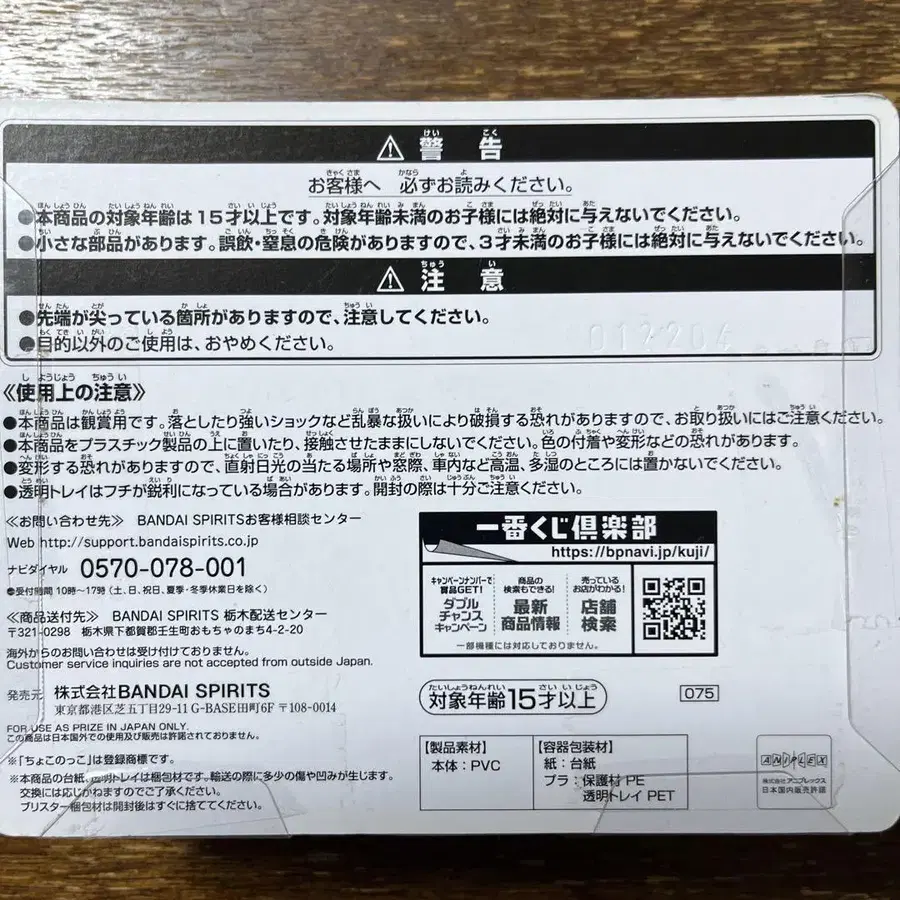 ⚠ 警告
お客様へ 必ずお読みください。
●本商品の対象年齢は15才以上です。対象年齢未満のお子様には絶対に与えないでください。
●小さな部品があります。誤飲・窒息の危険がありますので、3才未満のお子様には絶対に与えないでください。
⚠ 注意
●先端が尖っている箇所がありますので、注意してください。
●目的以外のご使用は、おやめください。
012204
《使用上の注意》
●本商品は観賞用です。落としたり強いショックなど乱暴な扱いにより破損する恐れがありますので、お取り扱いにはご注意ください。
●本商品をプラスチック製品の上に置いたり、接触させたままにしないでください。色の付着や変形などの恐れがあります。
●変形する恐れがありますので、直射日光の当たる場所や窓際、車内など高温、多湿のところには置かないでください。
●透明トレイはフチが鋭利になっている場合があります。開封の際は十分ご注意ください。
≪お問い合わせ先≫ BANDAI SPIRITSお客様相談センター
Web http://support.bandaispirits.co.jp
ナビダイヤル 0570-078-001
●受付時間 10時〜17時(土、日、祝日、夏季・冬季休業日を除く)
≪商品送付先≫ BANDAI SPIRITS 栃木配送センター
〒321-0298 栃木県下都賀郡壬生町おもちゃのまち4-2-20
海外からのお問い合わせは受け付けておりません。
Customer service inquiries are not accepted from outside Japan.
発売元 株式会社BANDAI SPIRITS
東京都港区芝五丁目29-11 G-BASE田町6F 〒108-0014
FOR USE AS PRIZE IN JAPAN ONLY.
この商品は日本国外での使用及び販売は許諾されておりません。
※「ちょこのっこ」は登録商標です。
※本商品の台紙、透明トレイは梱包材です。輸送の際に多少の傷や凹みが生じます。
交換には応じかねますのでご了承ください。
ブリスター梱包材は開封後はすぐに捨ててください。
一番くじ倶楽部
https://bpnavi.jp/kuji/
キャンペーンナンバーで賞品GET!
ダブルチャンスキャンペーン
商品の検索もできる!
最新商品情報
売っているお店がわかる!
店舗検索
一部機種には対応しておりません。
対象年齢15才以上
075
【製品素材】
本体:PVC
【容器包装材】
紙:台紙
プラ:保護材 PE
透明トレイ PET
ANIPLEX
株式会社アニプレックス
日本国内販売許諾